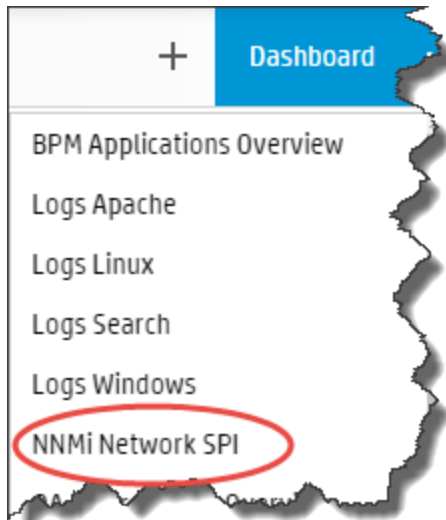 + Dashboard
BPM Applications Overview
Logs Apache
Logs Linux
Logs Search
Logs Windows
NNMi Network SPI